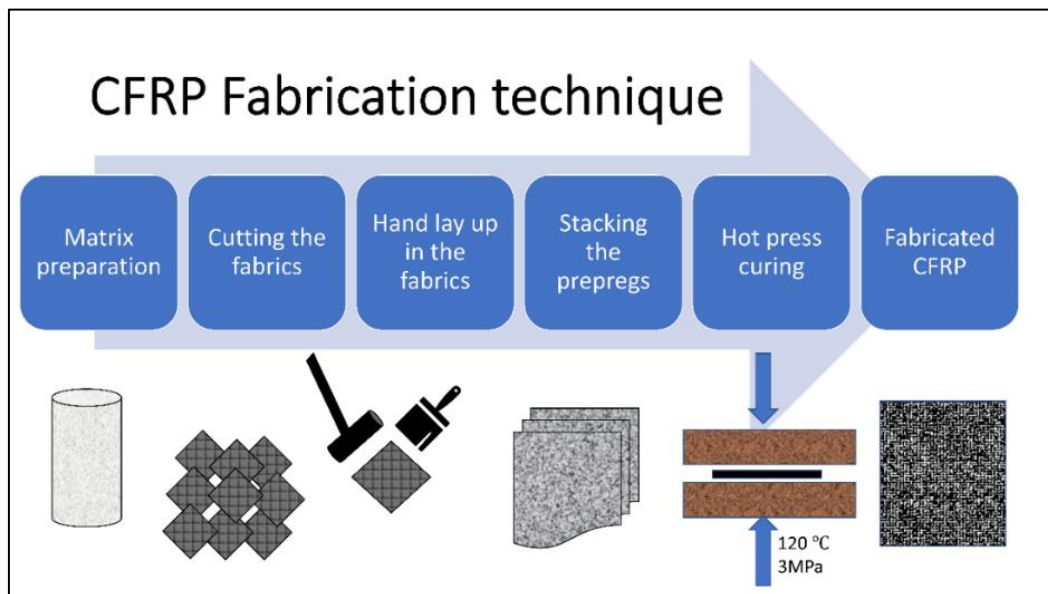 CFRP Fabrication technique
Matrix
preparation
Cutting the
fabrics
Hand lay up
in the
fabrics
Stacking
the
prepregs
Hot press
curing
Fabricated
CFRP
120 ℃
3MPa